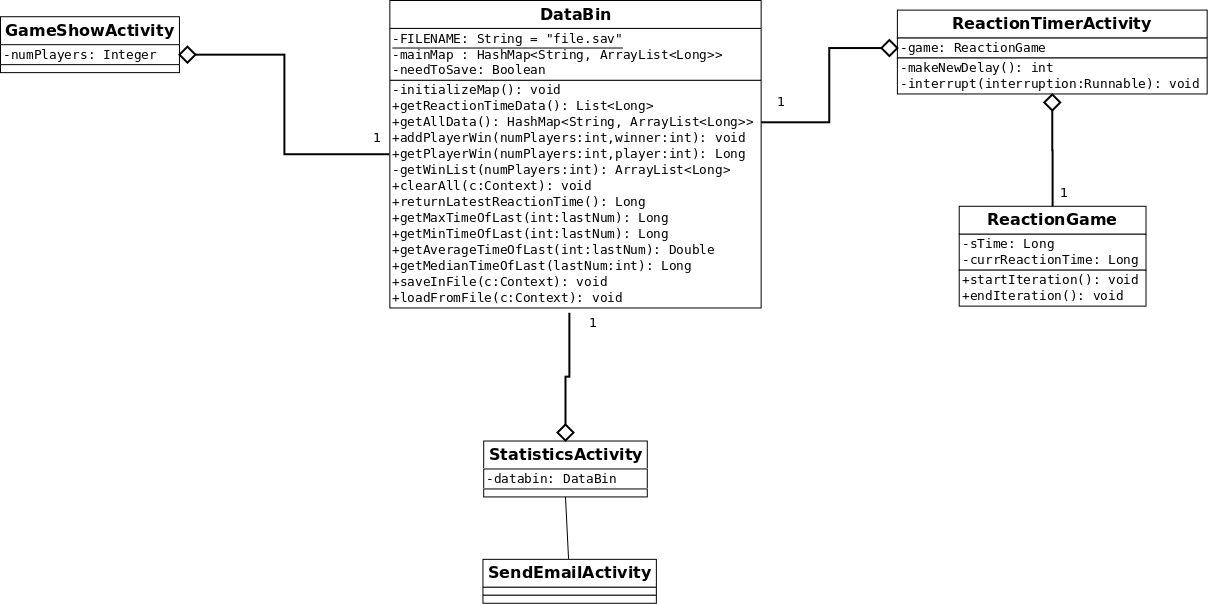 GameShowActivity
-numPlayers: Integer
1
DataBin
-FILENAME: String = "file.sav"
-mainMap : HashMap<String, ArrayList<Long>>
-needToSave: Boolean
-initializeMap(): void
+getReactionTimeData(): List<Long>
+getAllData(): HashMap<String, ArrayList<Long>>
+addPlayerWin(numPlayers:int,winner:int): void
+getPlayerWin(numPlayers:int,player:int): Long
-getWinList(numPlayers:int): ArrayList<Long>
+clearAll(c:Context): void
+returnLatestReactionTime(): Long
+getMaxTimeOfLast(int:lastNum): Long
+getMinTimeOfLast(int:lastNum): Long
+getAverageTimeOfLast(int:lastNum): Double
+getMedianTimeOfLast(lastNum:int): Long
+saveInFile(c:Context): void
+loadFromFile(c:Context): void
1
1
ReactionTimerActivity
-game: ReactionGame
-makeNewDelay(): int
-interrupt(interruption:Runnable): void
1
ReactionGame
-sTime: Long
-currReactionTime: Long
+startIteration(): void
+endIteration(): void
StatisticsActivity
-databin: DataBin
SendEmailActivity